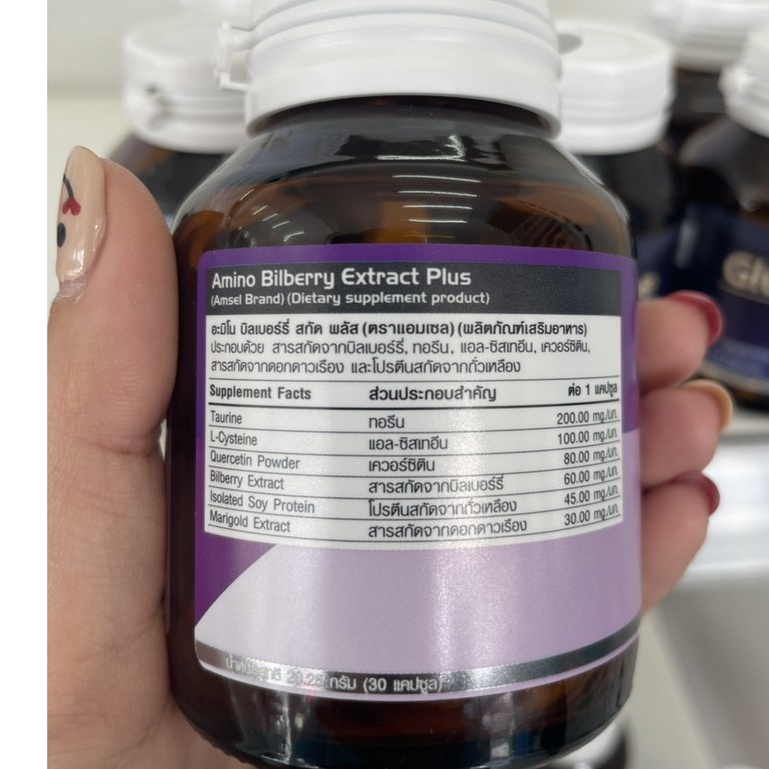 Amino Bilberry Extract Plus
(Amsel Brand) (Dietary supplement product)
อะมิโน บิลเบอร์รี่ สกัด พลัส (ตราแอมเซล) (ผลิตภัณฑ์เสริมอาหาร)
ประกอบด้วย สารสกัดจากบิลเบอร์รี่, ทอรีน, แอล-ซิสเทอีน, เควอร์ซิติน,
สารสกัดจากดอกดาวเรือง และโปรตีนสกัดจากถั่วเหลือง
Supplement Facts ส่วนประกอบสำคัญ ต่อ 1 แคปซูล
Taurine ทอรีน 200.00 mg./มก.
L-Cysteine แอล-ซิสเทอีน 100.00 mg./มก.
Quercetin Powder เควอร์ซิติน 80.00 mg./มก.
Bilberry Extract สารสกัดจากบิลเบอร์รี่ 60.00 mg./มก.
Isolated Soy Protein โปรตีนสกัดจากถั่วเหลือง 45.00 mg./มก.
Marigold Extract สารสกัดจากดอกดาวเรือง 30.00 mg./มก.
กรัม (30 แคปซูล)